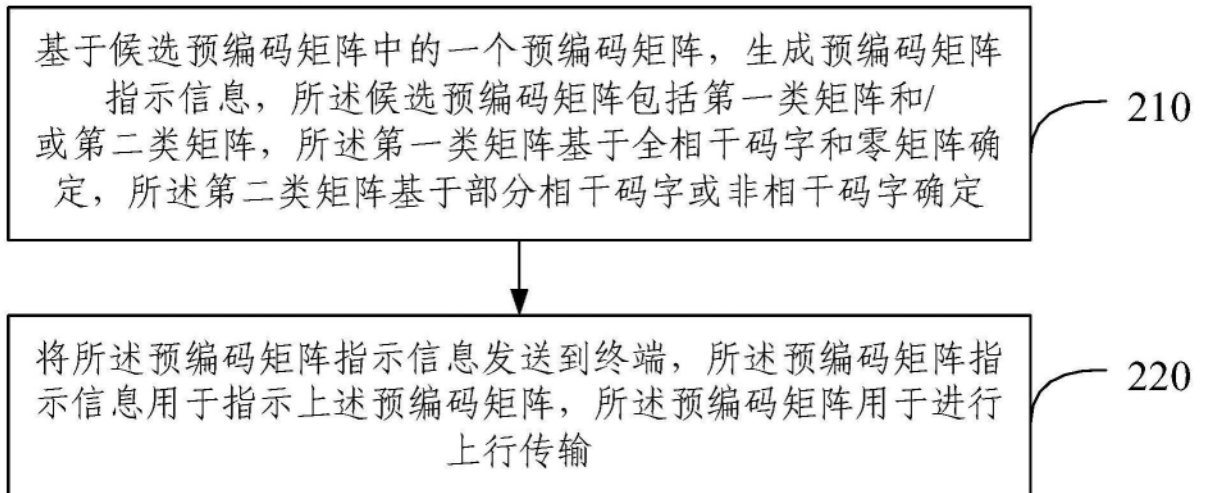 基于候选预编码矩阵中的一个预编码矩阵，生成预编码矩阵
指示信息，所述候选预编码矩阵包括第一类矩阵和/
或第二类矩阵，所述第一类矩阵基于全相干码字和零矩阵确
定，所述第二类矩阵基于部分相干码字或非相干码字确定
210
将所述预编码矩阵指示信息发送到终端，所述预编码矩阵指
示信息用于指示上述预编码矩阵，所述预编码矩阵用于进行
上行传输
220